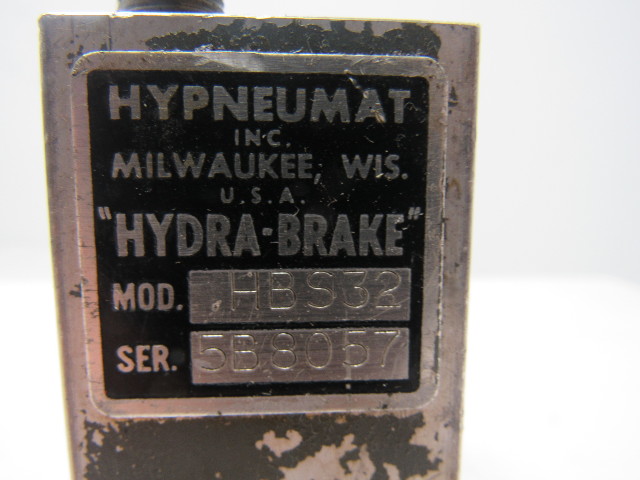 HYPNEUMAT
INC.
MILWAUKEE, WIS.
U.S.A.
"HYDRA-BRAKE"
MOD. HBS32
SER. 5B8057